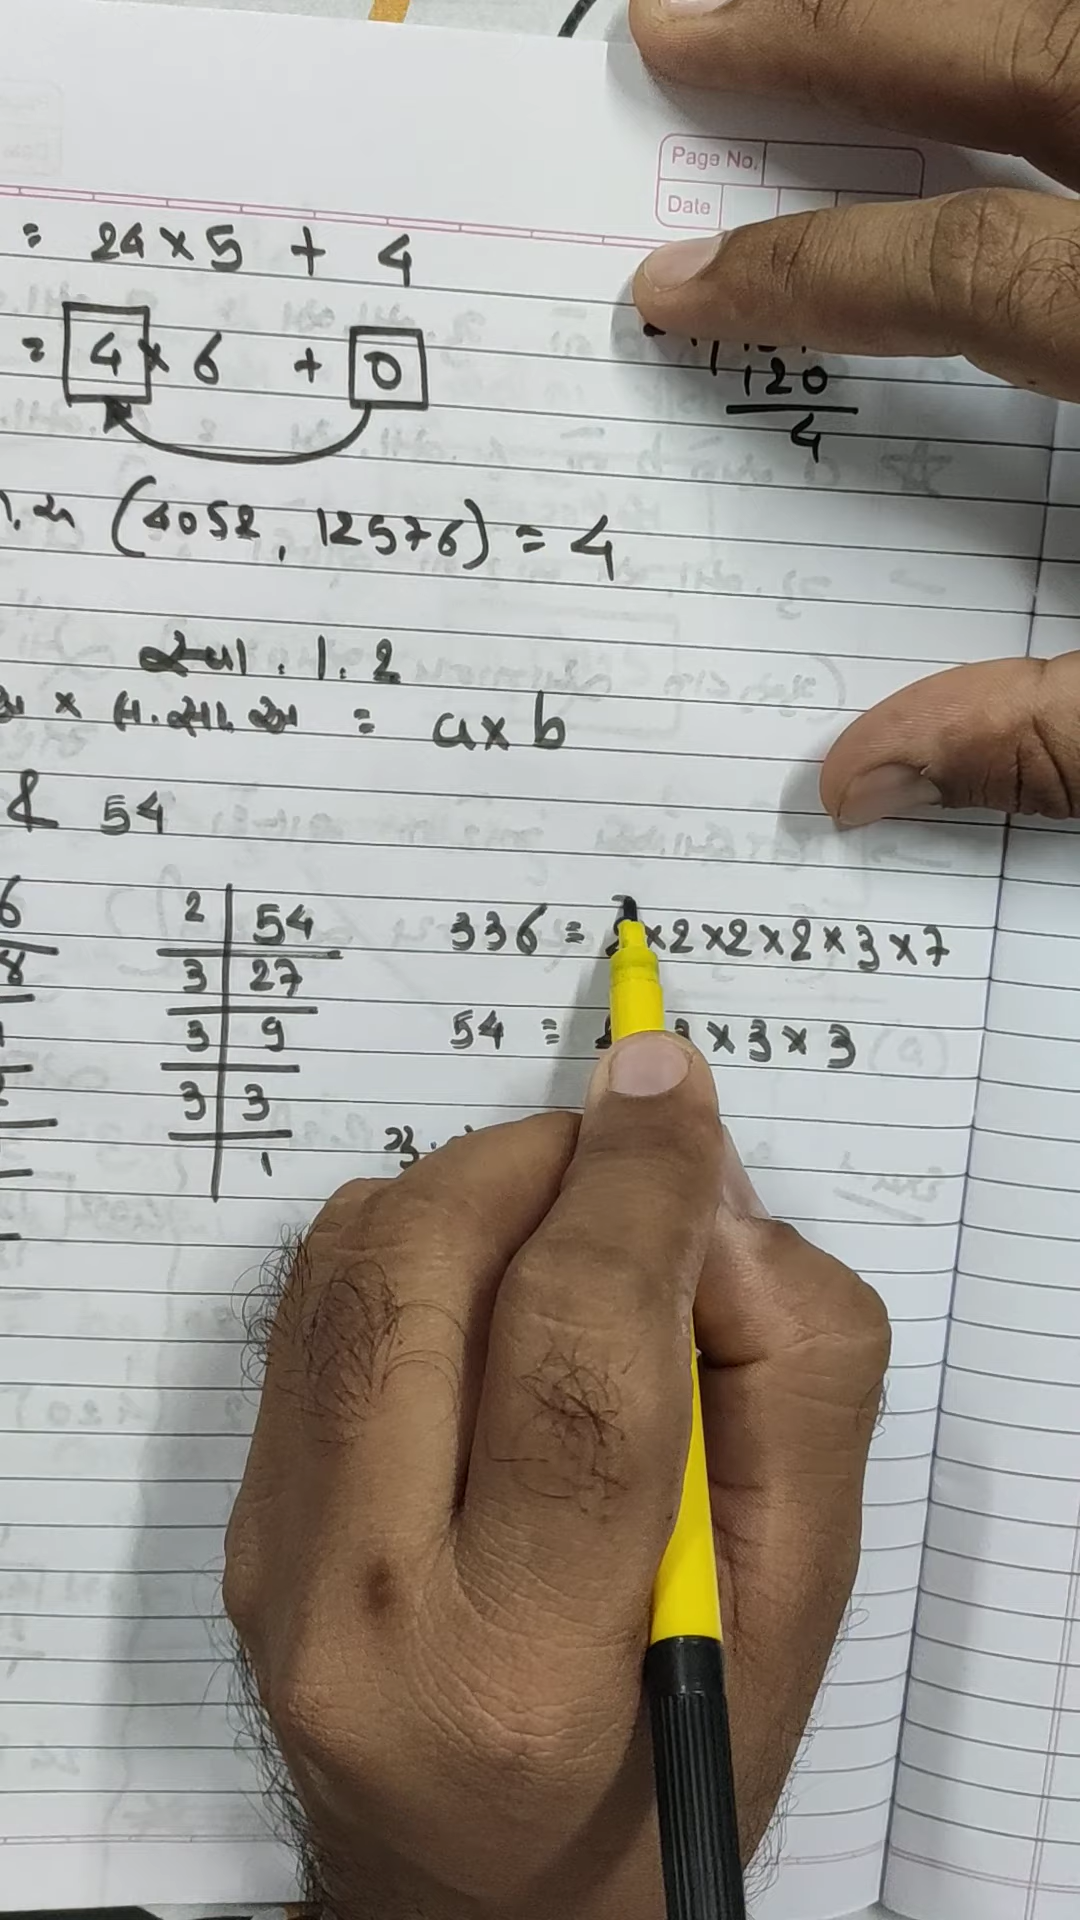 Page No.
Date
= 24 × 5 + 4
= 4 × 6 + 0
120
4
(4052, 12576) = 4
સ્વા. 1.2
= a × b
& 54
2 | 54
3 | 27
3 | 9
3 | 3
1
336 = 2 × 2 × 2 × 2 × 3 × 7
54 = × 3 × 3